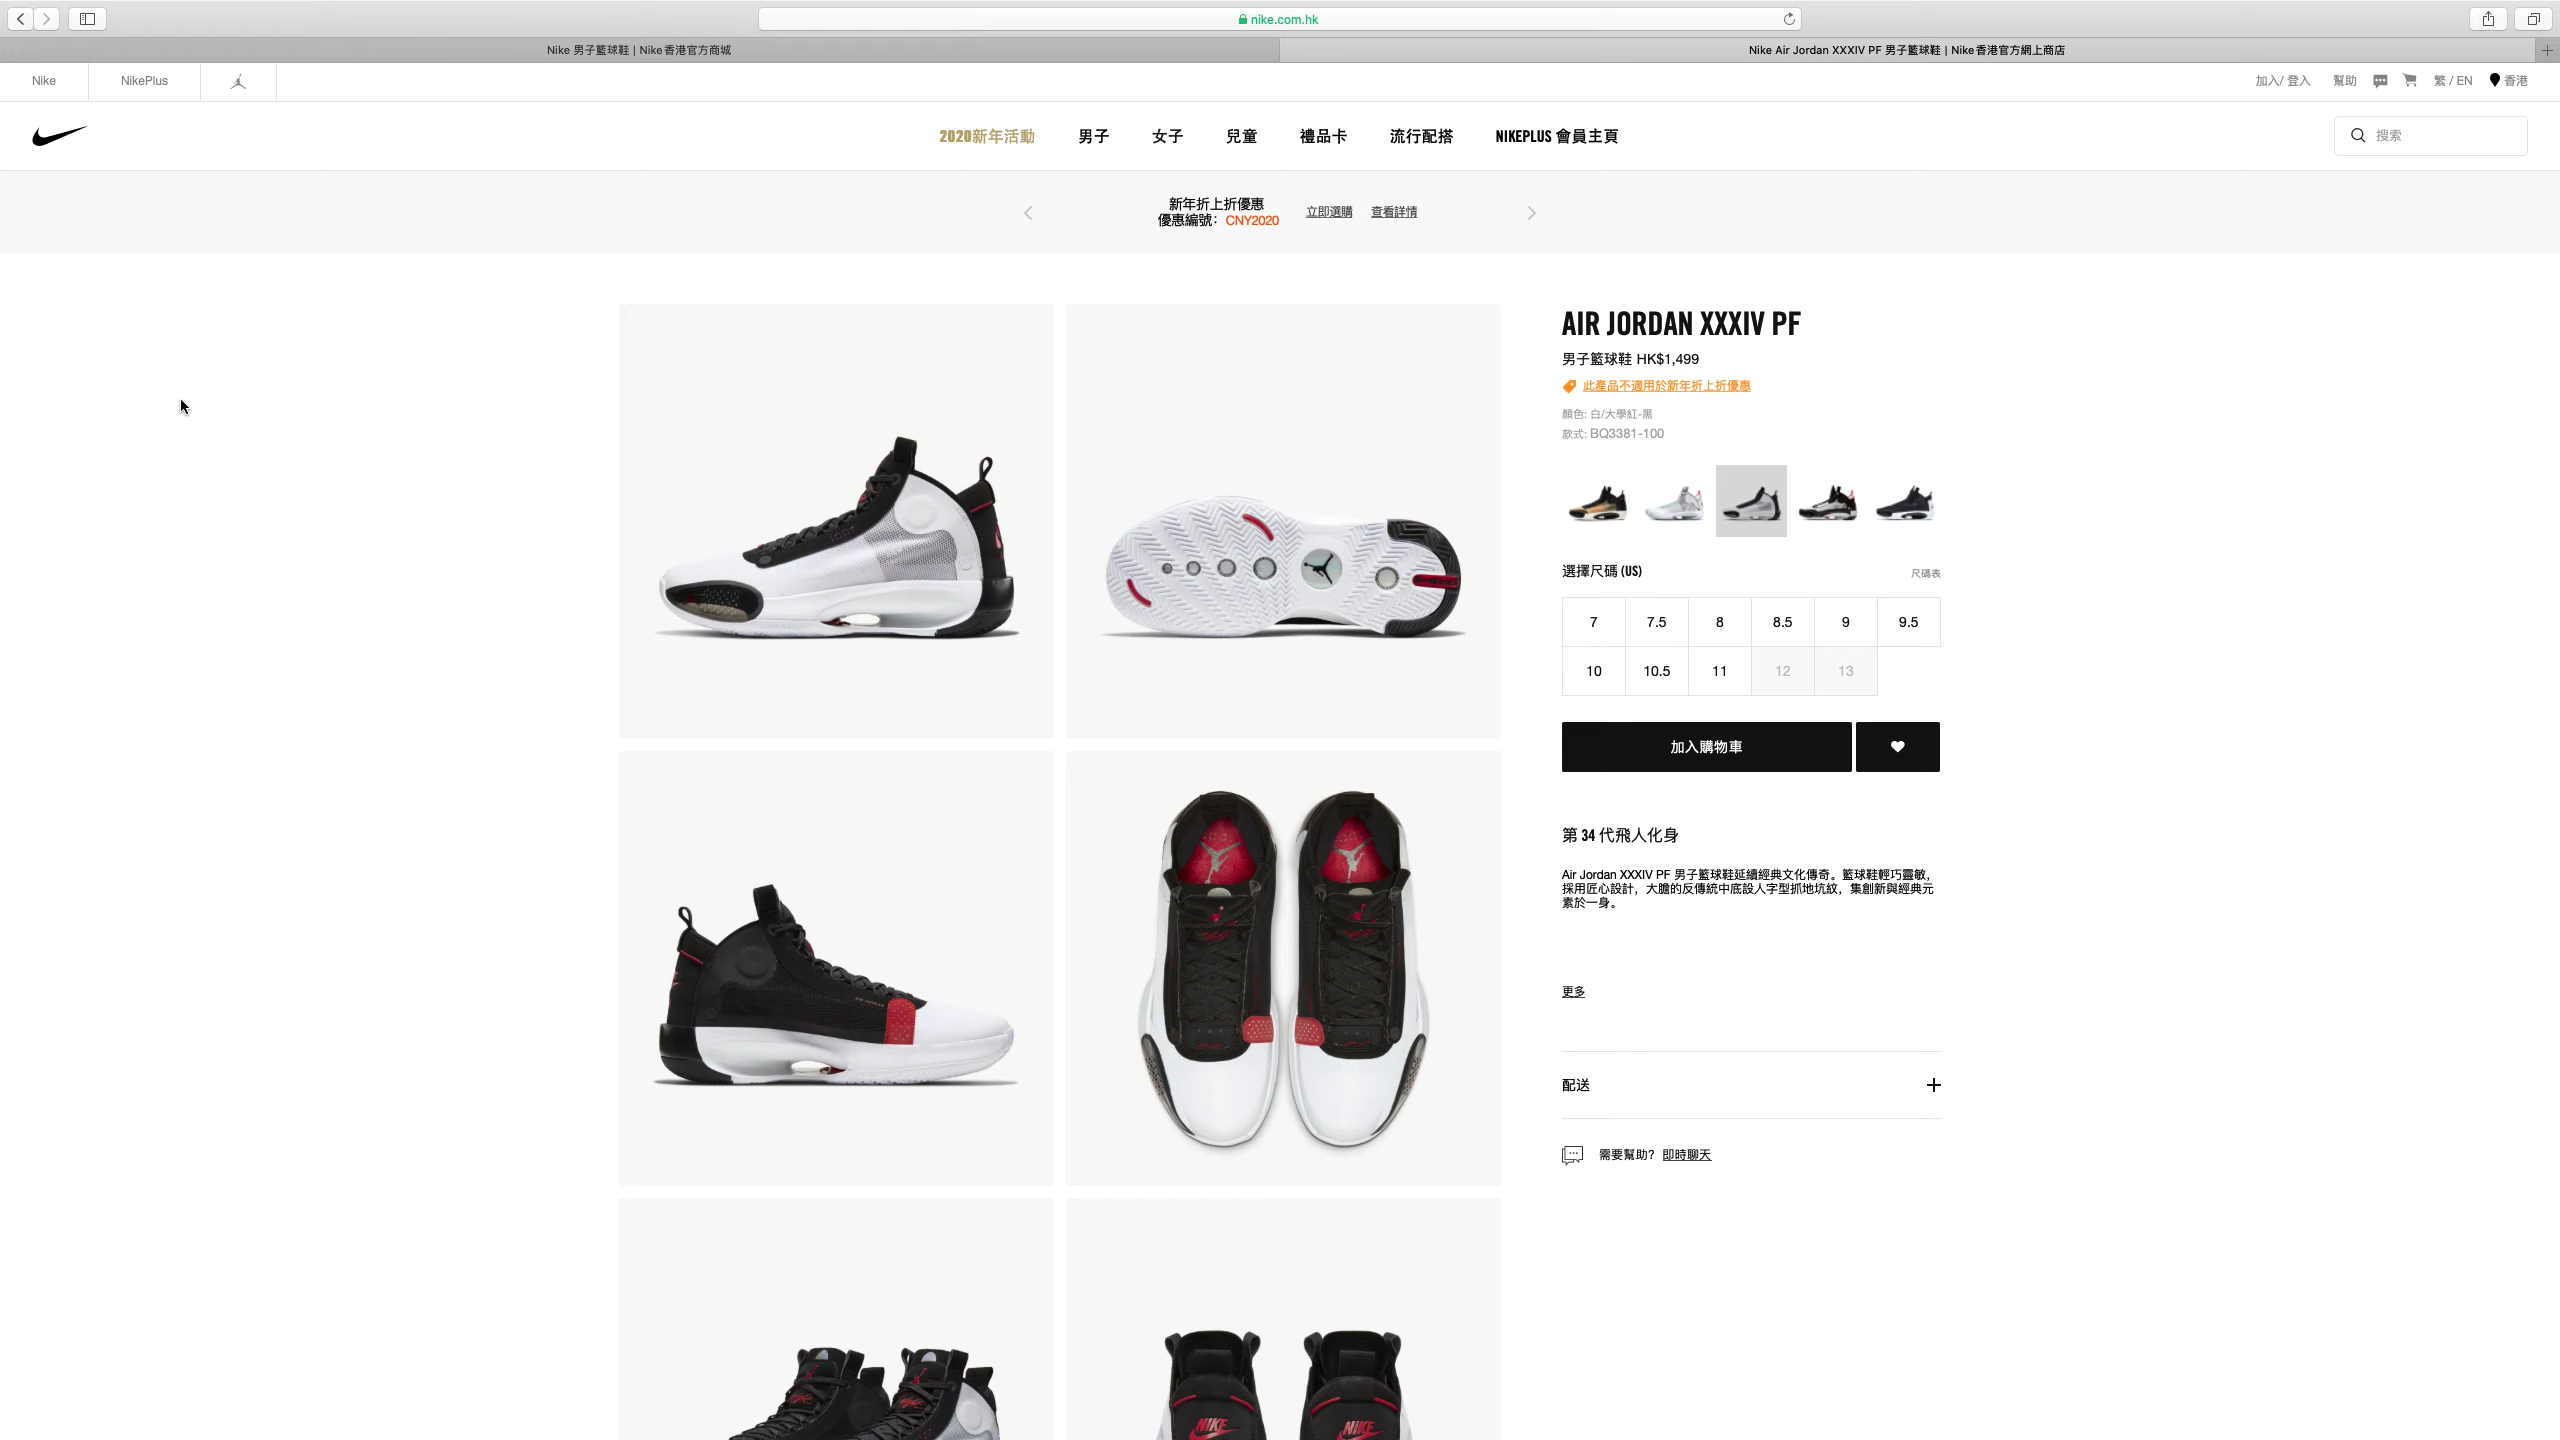 nike.com.hk
Nike 男子籃球鞋 | Nike香港官方商城
Nike Air Jordan XXXIV PF 男子籃球鞋 | Nike香港官方網上商店
Nike
NikePlus
加入/ 登入
幫助
繁 / EN
香港
2020新年活動
男子
女子
兒童
禮品卡
流行配搭
NIKEPLUS 會員主頁
搜索
新年折上折優惠
優惠編號：CNY2020
立即選購
查看詳情
AIR JORDAN XXXIV PF
男子籃球鞋 HK$1,499
此產品不適用於新年折上折優惠
顏色: 白/大學紅-黑
款式: BQ3381-100
選擇尺碼 (US)
尺碼表
7
7.5
8
8.5
9
9.5
10
10.5
11
12
13
加入購物車
第 34 代飛人化身
Air Jordan XXXIV PF 男子籃球鞋延續經典文化傳奇。籃球鞋輕巧靈敏，
採用匠心設計，大膽的反傳統中底設人字型抓地坑紋，集創新與經典元
素於一身。
更多
配送
需要幫助？ 即時聊天
NIKE
NIKE